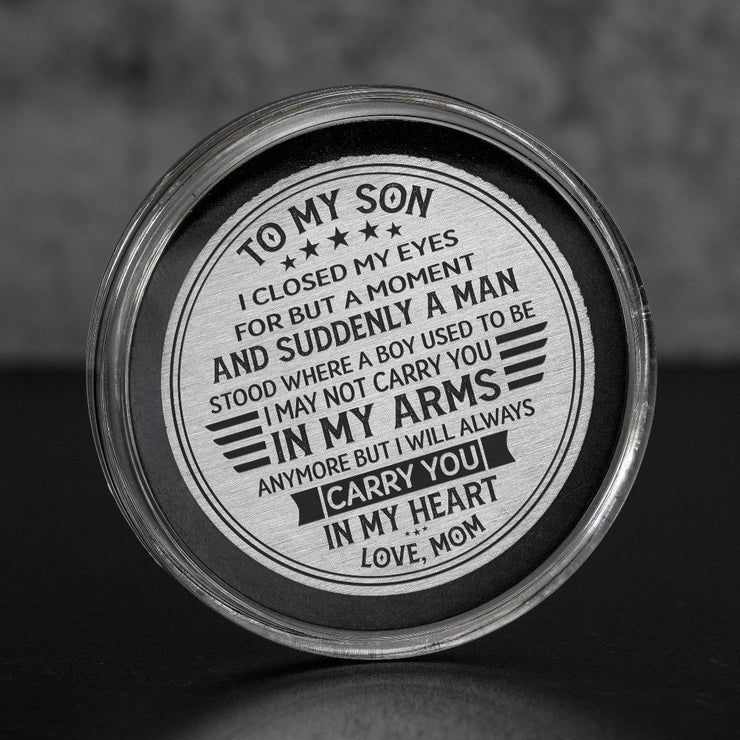 TO MY SON
I CLOSED MY EYES
FOR BUT A MOMENT
AND SUDDENLY A MAN
STOOD WHERE A BOY USED TO BE
I MAY NOT CARRY YOU
IN MY ARMS
ANYMORE BUT I WILL ALWAYS
CARRY YOU
IN MY HEART
LOVE, MOM